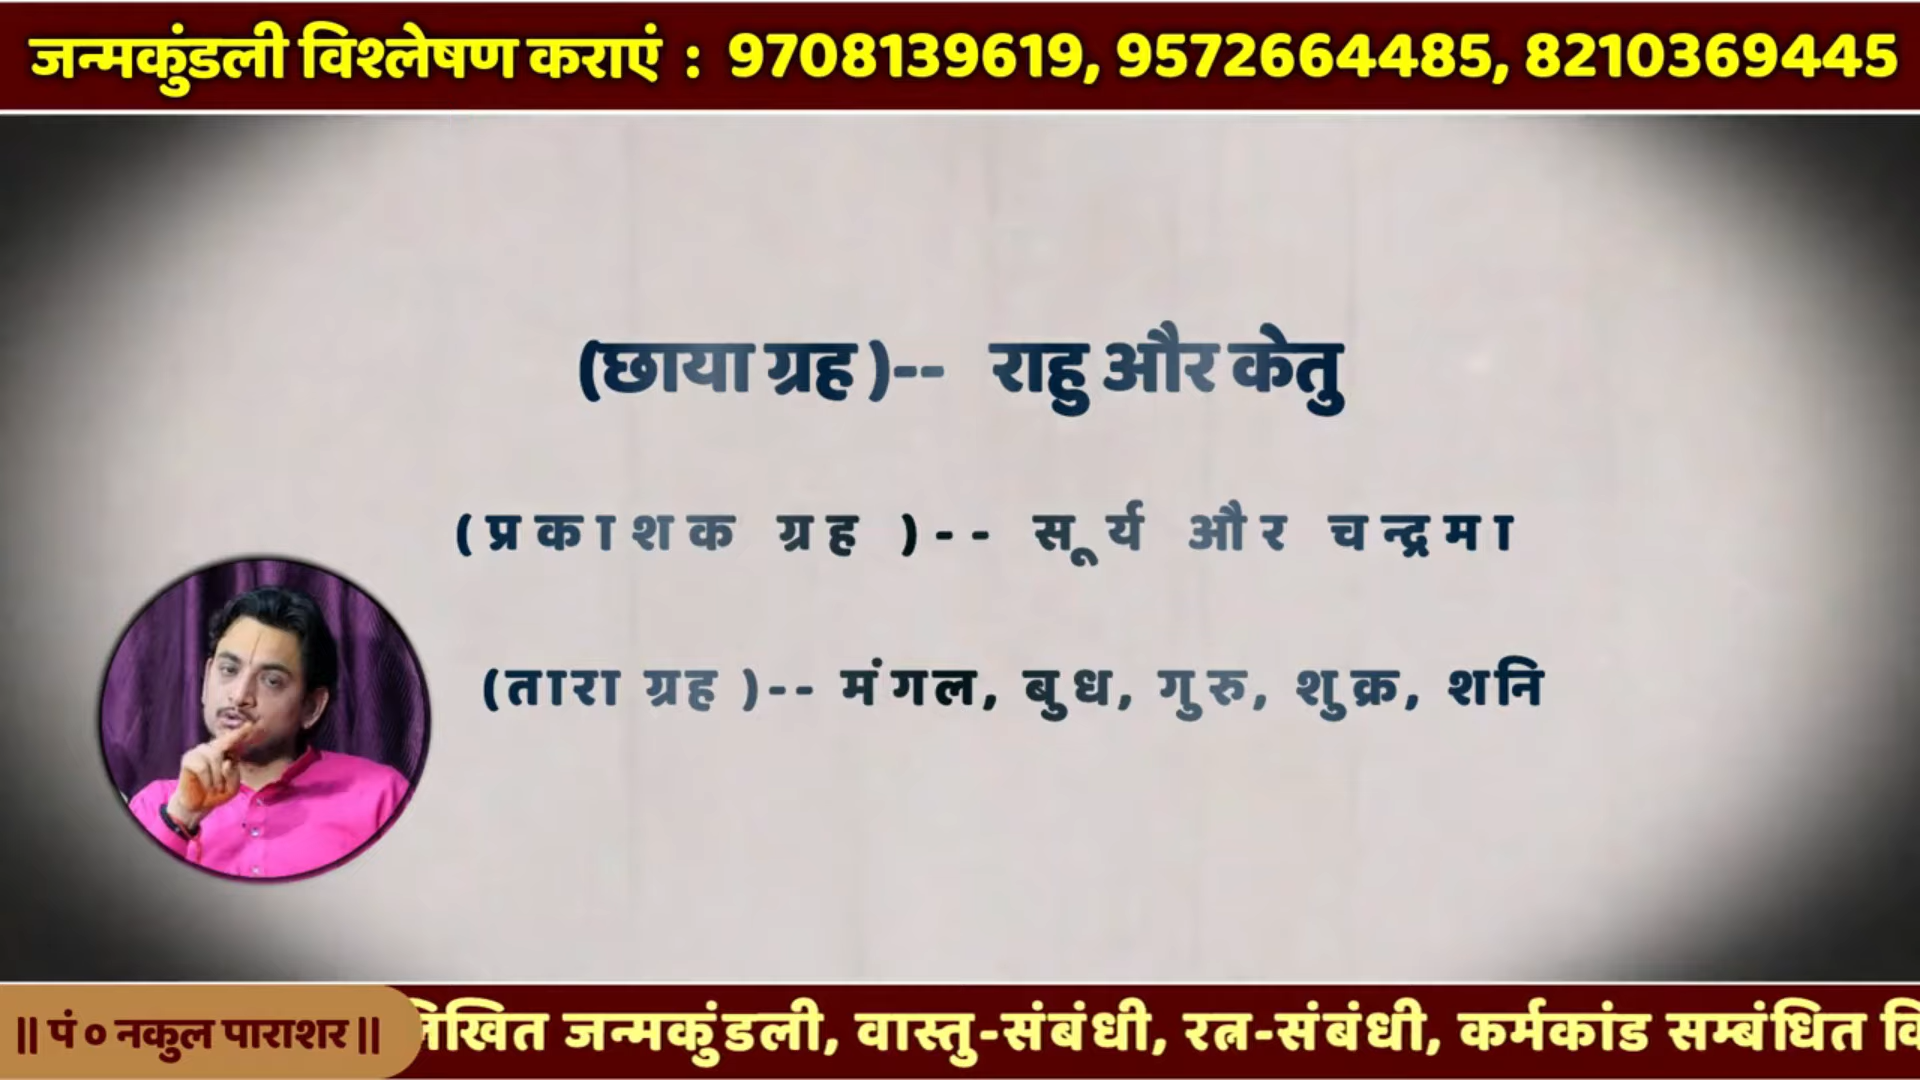 जन्मकुंडली विश्लेषण कराएं : 9708139619, 9572664485, 8210369445
(छाया ग्रह )-- राहु और केतु
(प्रकाशक ग्रह )-- सूर्य और चन्द्रमा
(तारा ग्रह )-- मंगल, बुध, गुरु, शुक्र, शनि
|| पं ० नकुल पाराशर ||
जन्मकुंडली, वास्तु-संबंधी, रत्न-संबंधी, कर्मकांड सम्बंधित